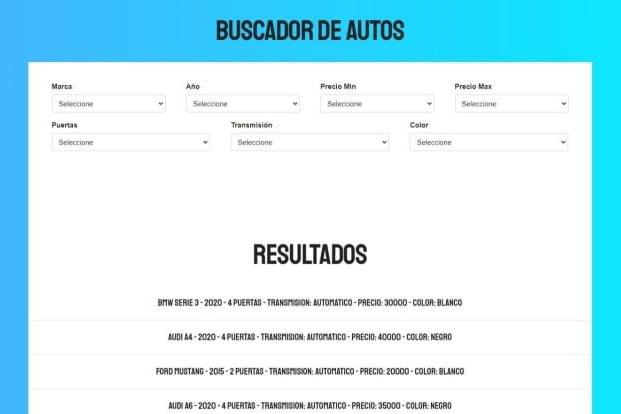 BUSCADOR DE AUTOS
Marca Año Precio Min Precio Max
Seleccione Seleccione Seleccione Seleccione
Puertas Transmisión Color
Seleccione Seleccione Seleccione
RESULTADOS
BMW SERIE 3 - 2020 - 4 PUERTAS - TRANSMISION: AUTOMATICO - PRECIO: 30000 - COLOR: BLANCO
AUDI A4 - 2020 - 4 PUERTAS - TRANSMISION: AUTOMATICO - PRECIO: 40000 - COLOR: NEGRO
FORD MUSTANG - 2015 - 2 PUERTAS - TRANSMISION: AUTOMATICO - PRECIO: 20000 - COLOR: BLANCO
AUDI A6 - 2020 - 4 PUERTAS - TRANSMISION: AUTOMATICO - PRECIO: 35000 - COLOR: NEGRO